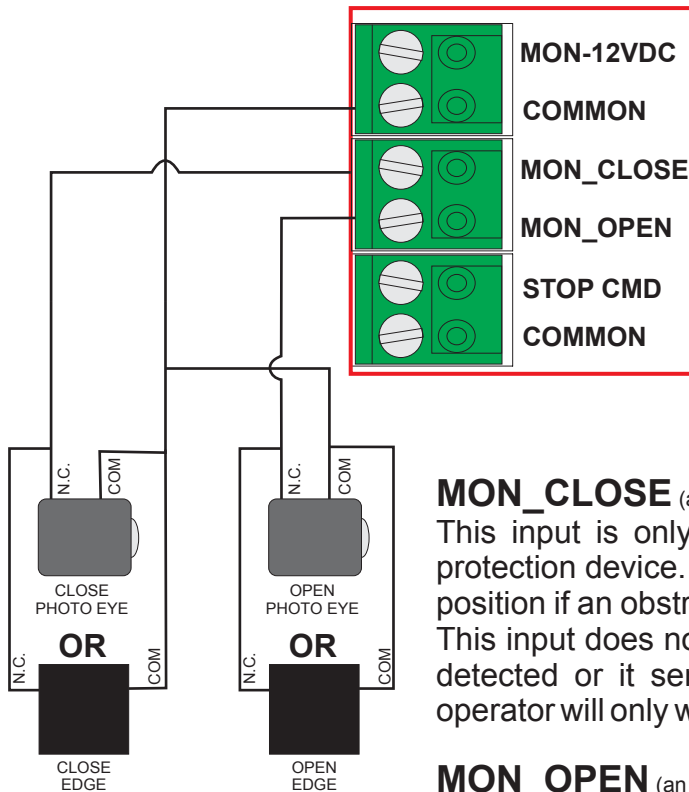 MON-12VDC
COMMON
MON_CLOSE
MON_OPEN
STOP CMD
COMMON
N.C.
COM
N.C.
COM
CLOSE
PHOTO EYE
OPEN
PHOTO EYE
OR
OR
N.C.
COM
N.C.
COM
CLOSE
EDGE
OPEN
EDGE
MON_CLOSE
This input is only
protection device.
position if an obstr
This input does no
detected or it ser
operator will only w
MON_OPEN (an